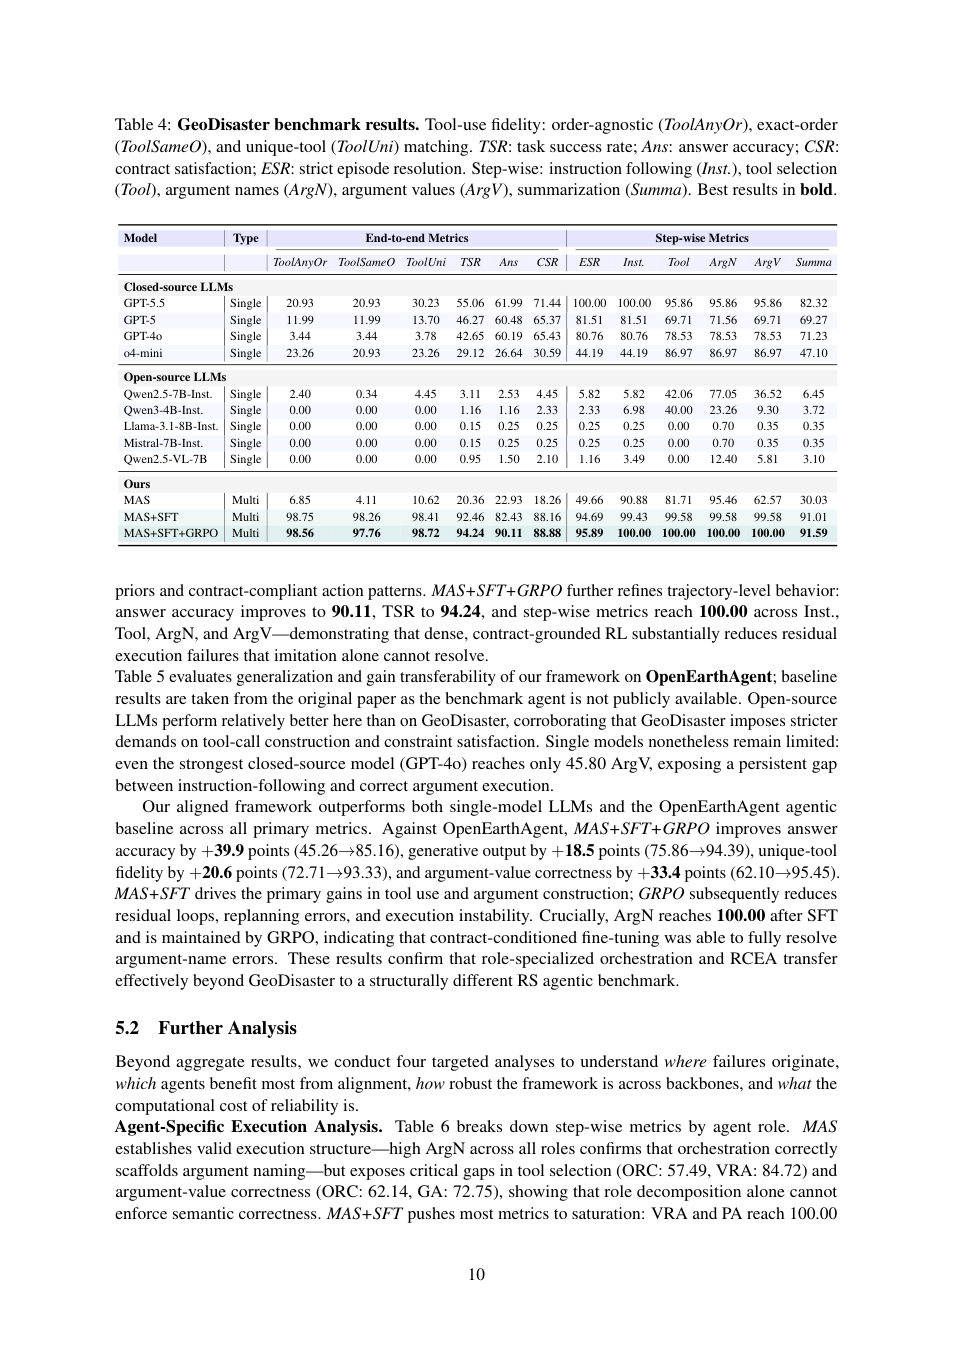 Table 4: GeoDisaster benchmark results. Tool-use fidelity: order-agnostic (ToolAnyOr), exact-order
(ToolSameO), and unique-tool (ToolUni) matching. TSR: task success rate; Ans: answer accuracy; CSR:
contract satisfaction; ESR: strict episode resolution. Step-wise: instruction following (Inst.), tool selection
(Tool), argument names (ArgN), argument values (ArgV), summarization (Summa). Best results in bold.
Model Type End-to-end Metrics Step-wise Metrics
ToolAnyOr ToolSameO ToolUni TSR Ans CSR ESR Inst. Tool ArgN ArgV Summa
Closed-source LLMs
GPT-5.5 Single 20.93 20.93 30.23 55.06 61.99 71.44 100.00 100.00 95.86 95.86 95.86 82.32
GPT-5 Single 11.99 11.99 13.70 46.27 60.48 65.37 81.51 81.51 69.71 71.56 69.71 69.27
GPT-4o Single 3.44 3.44 3.78 42.65 60.19 65.43 80.76 80.76 78.53 78.53 78.53 71.23
o4-mini Single 23.26 20.93 23.26 29.12 26.64 30.59 44.19 44.19 86.97 86.97 86.97 47.10
Open-source LLMs
Qwen2.5-7B-Inst. Single 2.40 0.34 4.45 3.11 2.53 4.45 5.82 5.82 42.06 77.05 36.52 6.45
Qwen3-4B-Inst. Single 0.00 0.00 0.00 1.16 1.16 2.33 2.33 6.98 40.00 23.26 9.30 3.72
Llama-3.1-8B-Inst. Single 0.00 0.00 0.00 0.15 0.25 0.25 0.25 0.25 0.00 0.70 0.35 0.35
Mistral-7B-Inst. Single 0.00 0.00 0.00 0.15 0.25 0.25 0.25 0.25 0.00 0.70 0.35 0.35
Qwen2.5-VL-7B Single 0.00 0.00 0.00 0.95 1.50 2.10 1.16 3.49 0.00 12.40 5.81 3.10
Ours
MAS Multi 6.85 4.11 10.62 20.36 22.93 18.26 49.66 90.88 81.71 95.46 62.57 30.03
MAS+SFT Multi 98.75 98.26 98.41 92.46 82.43 88.16 94.69 99.43 99.58 99.58 99.58 91.01
MAS+SFT+GRPO Multi 98.56 97.76 98.72 94.24 90.11 88.88 95.89 100.00 100.00 100.00 100.00 91.59
priors and contract-compliant action patterns. MAS+SFT+GRPO further refines trajectory-level behavior:
answer accuracy improves to 90.11, TSR to 94.24, and step-wise metrics reach 100.00 across Inst.,
Tool, ArgN, and ArgV—demonstrating that dense, contract-grounded RL substantially reduces residual
execution failures that imitation alone cannot resolve.
Table 5 evaluates generalization and gain transferability of our framework on OpenEarthAgent; baseline
results are taken from the original paper as the benchmark agent is not publicly available. Open-source
LLMs perform relatively better here than on GeoDisaster, corroborating that GeoDisaster imposes stricter
demands on tool-call construction and constraint satisfaction. Single models nonetheless remain limited:
even the strongest closed-source model (GPT-4o) reaches only 45.80 ArgV, exposing a persistent gap
between instruction-following and correct argument execution.
Our aligned framework outperforms both single-model LLMs and the OpenEarthAgent agentic
baseline across all primary metrics. Against OpenEarthAgent, MAS+SFT+GRPO improves answer
accuracy by +39.9 points (45.26→85.16), generative output by +18.5 points (75.86→94.39), unique-tool
fidelity by +20.6 points (72.71→93.33), and argument-value correctness by +33.4 points (62.10→95.45).
MAS+SFT drives the primary gains in tool use and argument construction; GRPO subsequently reduces
residual loops, replanning errors, and execution instability. Crucially, ArgN reaches 100.00 after SFT
and is maintained by GRPO, indicating that contract-conditioned fine-tuning was able to fully resolve
argument-name errors. These results confirm that role-specialized orchestration and RCEA transfer
effectively beyond GeoDisaster to a structurally different RS agentic benchmark.
5.2 Further Analysis
Beyond aggregate results, we conduct four targeted analyses to understand where failures originate,
which agents benefit most from alignment, how robust the framework is across backbones, and what the
computational cost of reliability is.
Agent-Specific Execution Analysis. Table 6 breaks down step-wise metrics by agent role. MAS
establishes valid execution structure—high ArgN across all roles confirms that orchestration correctly
scaffolds argument naming—but exposes critical gaps in tool selection (ORC: 57.49, VRA: 84.72) and
argument-value correctness (ORC: 62.14, GA: 72.75), showing that role decomposition alone cannot
enforce semantic correctness. MAS+SFT pushes most metrics to saturation: VRA and PA reach 100.00
10